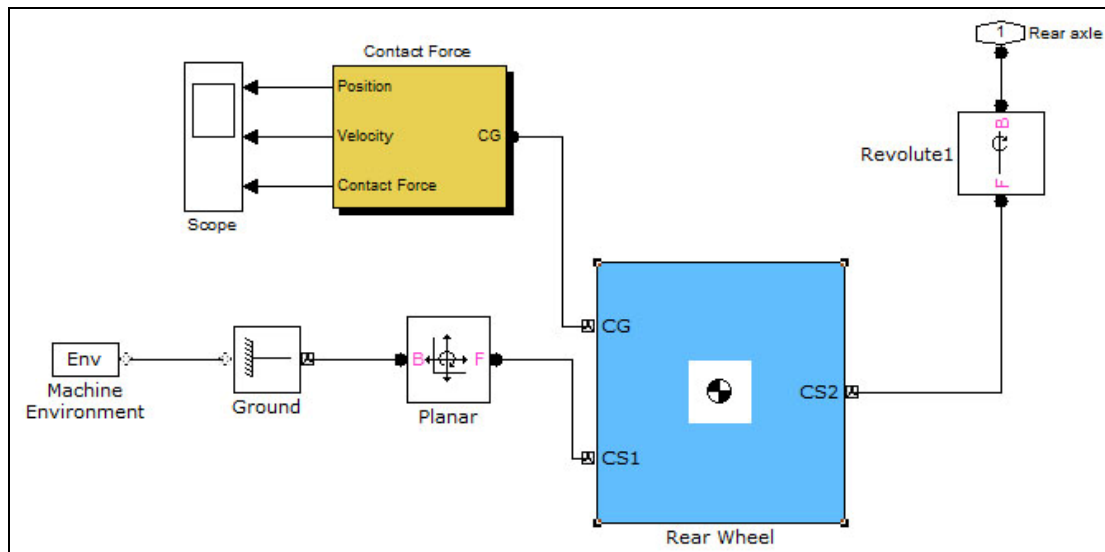 1 Rear axle
Contact Force
Position
Velocity CG
Contact Force
Scope
B
Revolute1
F
CG
Env
Machine
Environment
Ground
B F
Planar
CS2
CS1
Rear Wheel